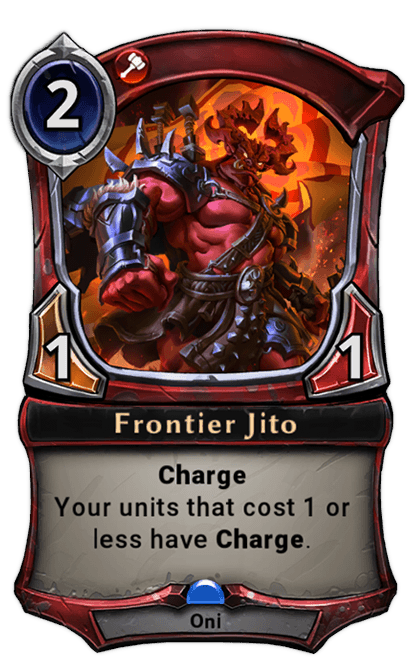 2
1
1
Frontier Jito
Charge
Your units that cost 1 or
less have Charge.
Oni